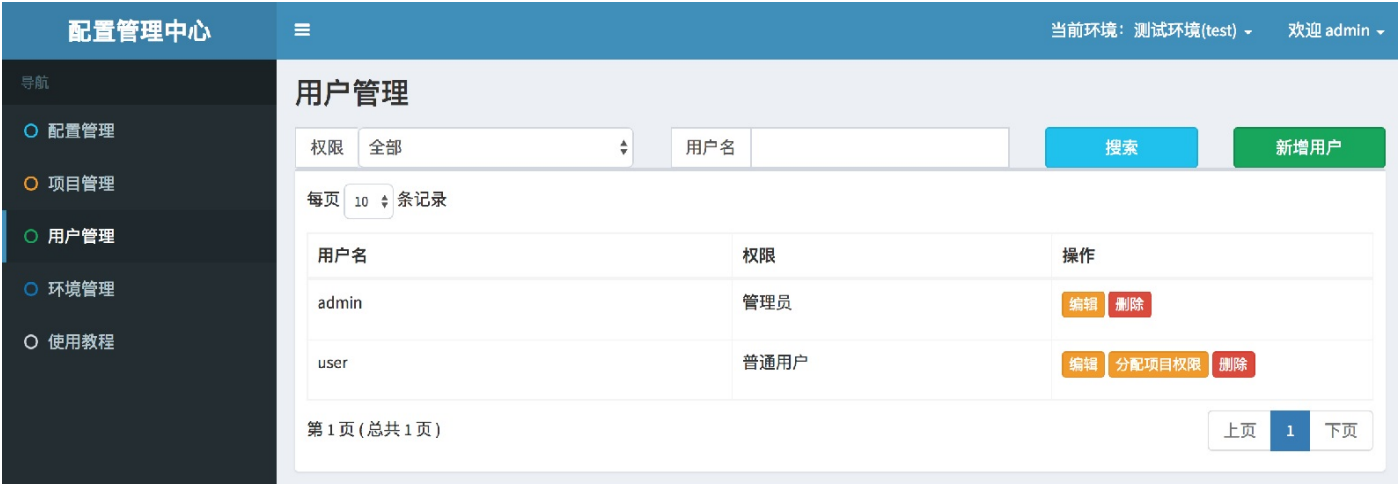 配置管理中心 当前环境：测试环境(test) 欢迎 admin
导航
用户管理
配置管理
权限 全部 用户名 搜索 新增用户
项目管理
每页 10 条记录
用户管理
用户名 权限 操作
环境管理
admin 管理员 编辑 删除
使用教程
user 普通用户 编辑 分配项目权限 删除
第 1 页 ( 总共 1 页 ) 上页 1 下页